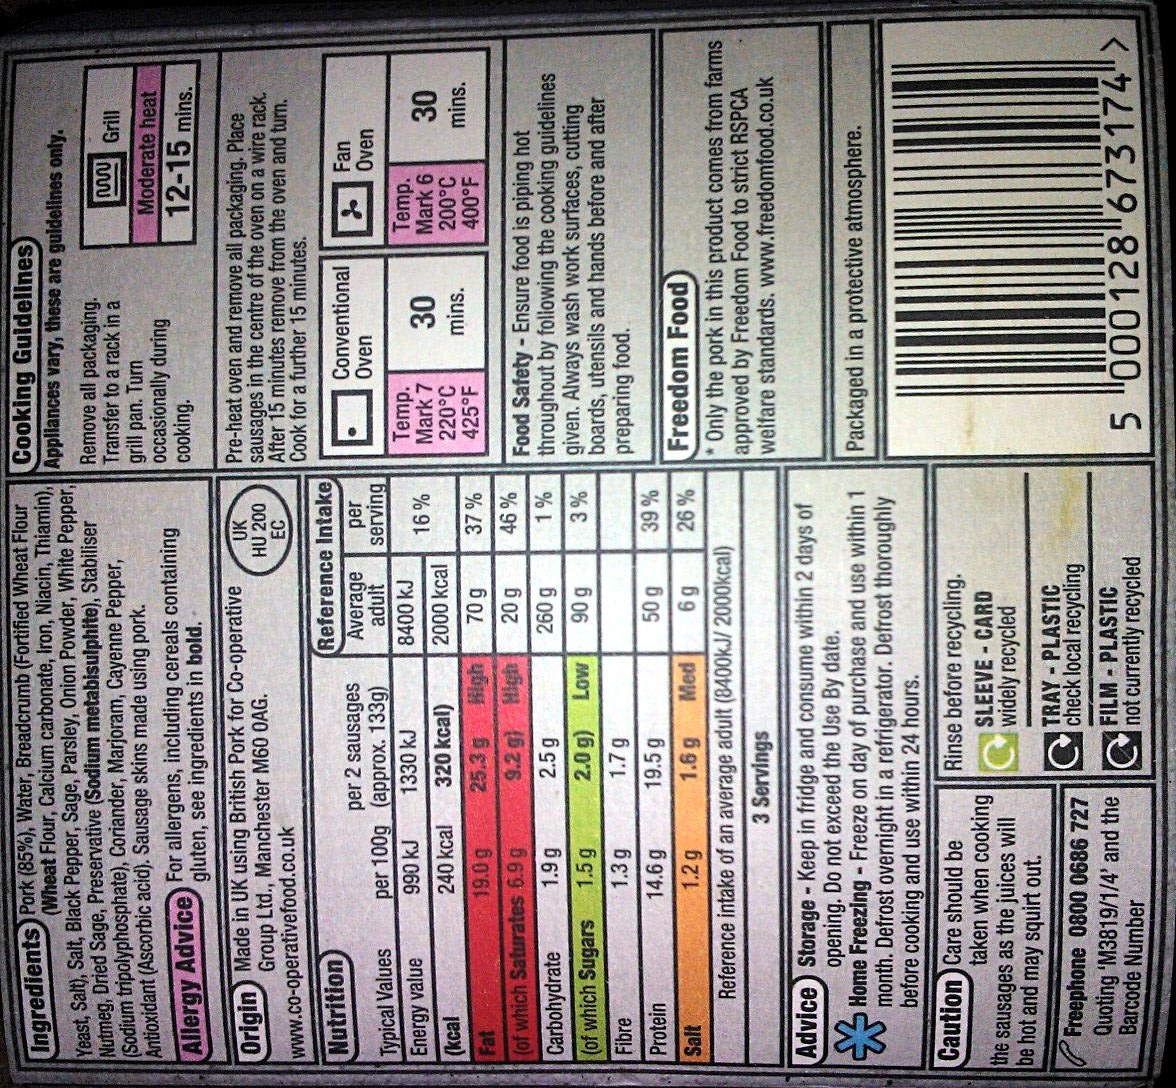 Ingredients Pork (85%), Water, Breadcrumb (Fortified Wheat Flour
(Wheat Flour, Calcium carbonate, Iron, Niacin, Thiamin),
Yeast, Salt), Salt, Black Pepper, Sage, Parsley, Onion Powder, White Pepper,
Nutmeg, Dried Sage, Preservative (Sodium metabisulphite), Stabiliser
(Sodium tripolyphosphate), Coriander, Marjoram, Cayenne Pepper,
Antioxidant (Ascorbic acid). Sausage skins made using pork.
Allergy Advice For allergens, including cereals containing
gluten, see ingredients in bold.
Origin Made in UK using British Pork for Co-operative
Group Ltd., Manchester M60 0AG.
www.co-operativefood.co.uk
UK
HU 200
EC
Nutrition
Reference Intake
per 2 sausages Average per
Typical Values per 100g (approx. 133g) adult serving
Energy value 990 kJ 1330 kJ 8400 kJ 16 %
(kcal 240 kcal 320 kcal) 2000 kcal
Fat 19.0 g 25.3 g High 70 g 37 %
(of which Saturates 6.9 g 9.2 g) High 20 g 46 %
Carbohydrate 1.9 g 2.5 g 260 g 1 %
(of which Sugars 1.5 g 2.0 g) Low 90 g 3 %
Fibre 1.3 g 1.7 g
Protein 14.6 g 19.5 g 50 g 39 %
Salt 1.2 g 1.6 g Med 6 g 26 %
Reference intake of an average adult (8400kJ/ 2000kcal)
3 Servings
Advice Storage - Keep in fridge and consume within 2 days of
opening. Do not exceed the Use By date.
Home Freezing - Freeze on day of purchase and use within 1
month. Defrost overnight in a refrigerator. Defrost thoroughly
before cooking and use within 24 hours.
Caution Care should be
taken when cooking
the sausages as the juices will
be hot and may squirt out.
Freephone 0800 0686 727
Quoting 'M3819/1/4' and the
Barcode Number
Rinse before recycling.
SLEEVE - CARD
widely recycled
TRAY - PLASTIC
check local recycling
FILM - PLASTIC
not currently recycled
Cooking Guidelines
Appliances vary, these are guidelines only.
Remove all packaging.
Transfer to a rack in a
grill pan. Turn
occasionally during
cooking.
Grill
Moderate heat
12-15 mins.
Pre-heat oven and remove all packaging. Place
sausages in the centre of the oven on a wire rack.
After 15 minutes remove from the oven and turn.
Cook for a further 15 minutes.
Conventional
Oven
Temp.
Mark 7
220°C
425°F
30
mins.
Fan
Oven
Temp.
Mark 6
200°C
400°F
30
mins.
Food Safety - Ensure food is piping hot
throughout by following the cooking guidelines
given. Always wash work surfaces, cutting
boards, utensils and hands before and after
preparing food.
Freedom Food
* Only the pork in this product comes from farms
approved by Freedom Food to strict RSPCA
welfare standards. www.freedomfood.co.uk
Packaged in a protective atmosphere.
5 000128 673174 >